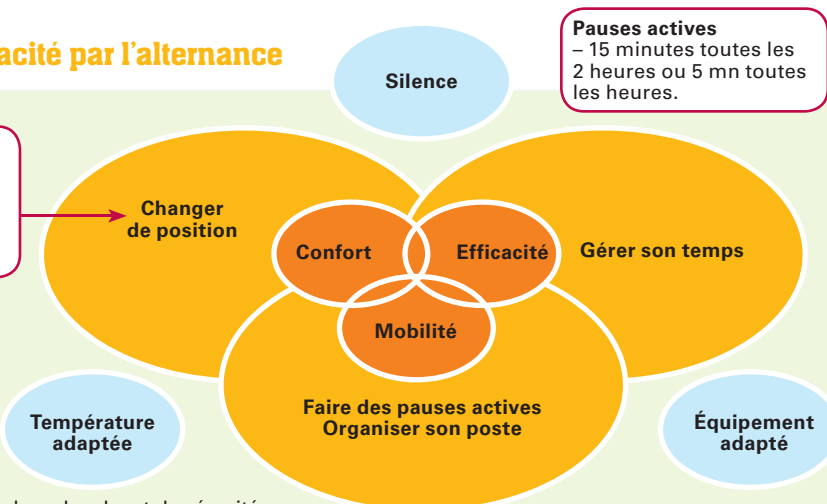 acité par l'alternance
Pauses actives
– 15 minutes toutes les
2 heures ou 5 mn toutes
les heures.
Silence
Changer
de position
Confort
Efficacité
Gérer son temps
Mobilité
Faire des pauses actives
Organiser son poste
Température
adaptée
Équipement
adapté